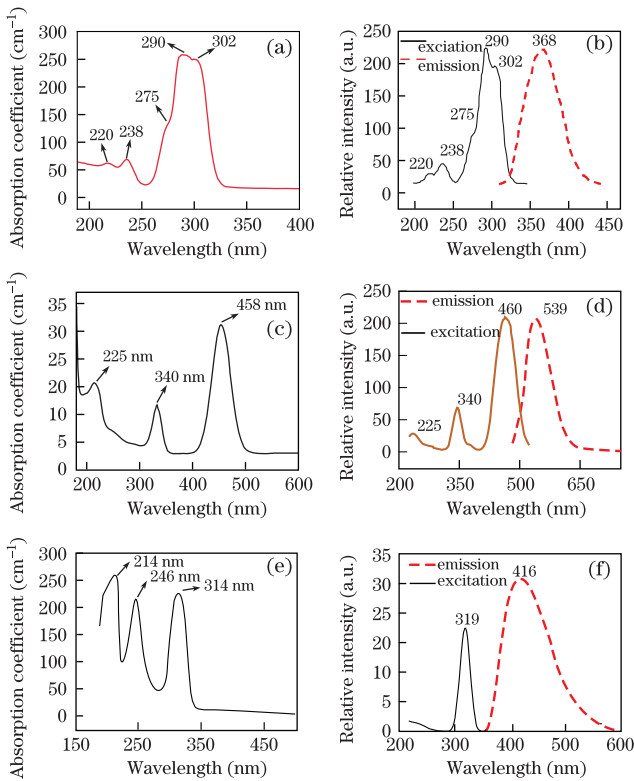 (a)
Absorption coefficient (cm−1)
300
250
200
150
100
50
0
290
302
275
220
238
200
250
300
350
400
Wavelength (nm)
(b)
Relative intensity (a.u.)
250
200
150
100
50
0
exciation
emission
290
368
302
275
238
220
150
200
250
300
350
400
450
Wavelength (nm)
(c)
Absorption coefficient (cm−1)
35
30
25
20
15
10
5
0
458 nm
225 nm
340 nm
200
300
400
500
600
Wavelength (nm)
(d)
Relative intensity (a.u.)
250
200
150
100
50
0
emission
excitation
460
539
340
225
200
350
500
650
Wavelength (nm)
(e)
Absorption coefficient (cm−1)
300
250
200
150
100
50
0
214 nm
246 nm
314 nm
150
250
350
450
Wavelength (nm)
(f)
Relative intensity (a.u.)
35
30
25
20
15
10
5
0
emission
excitation
416
319
200
300
400
500
600
Wavelength (nm)